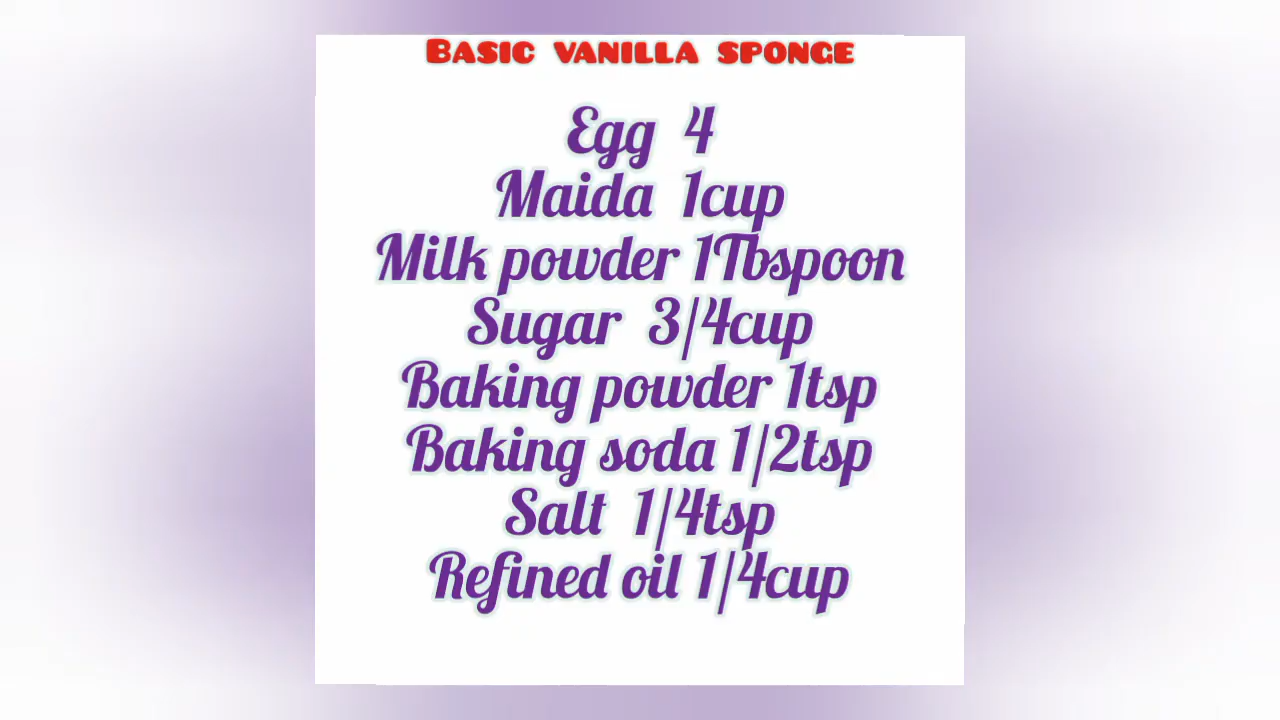 Basic vanilla sponge
Egg 4
Maida 1cup
Milk powder 1Tbspoon
Sugar 3/4cup
Baking powder 1tsp
Baking soda 1/2tsp
Salt 1/4tsp
Refined oil 1/4cup